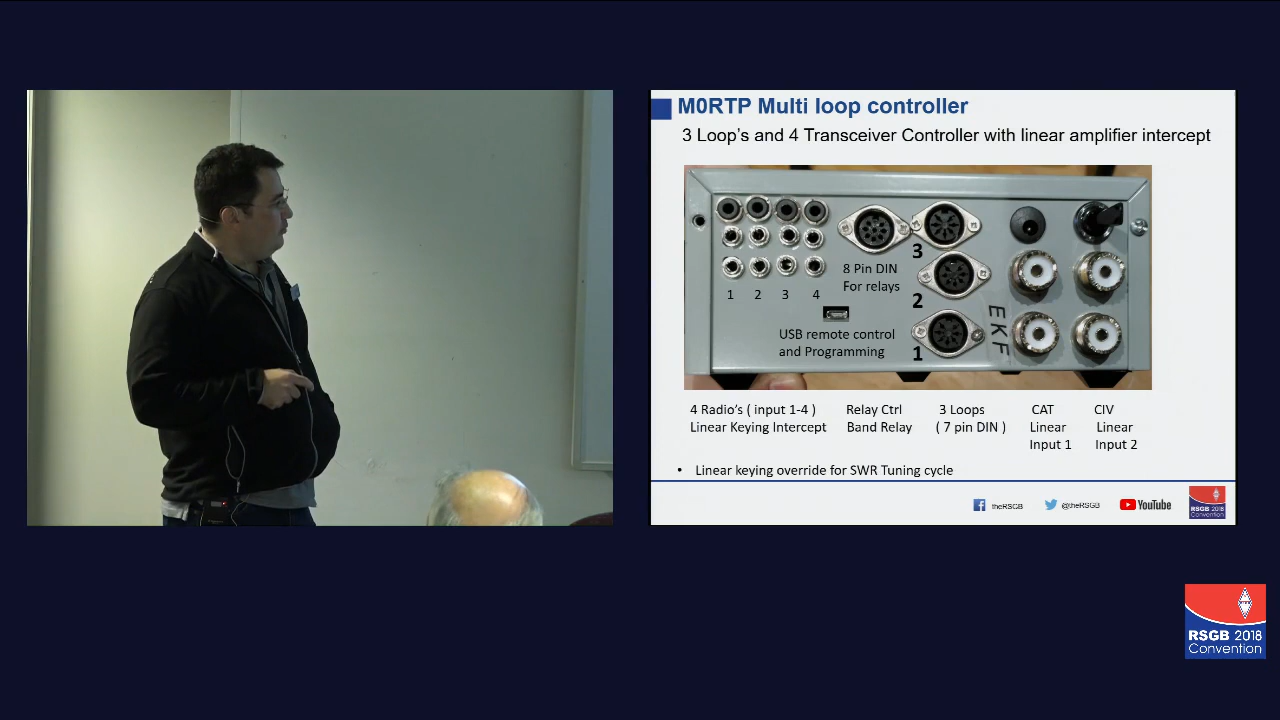 M0RTP Multi loop controller
3 Loop's and 4 Transceiver Controller with linear amplifier intercept
3
8 Pin DIN
For relays
1 2 3 4
2
USB remote control
and Programming
1
EKF
4 Radio's ( input 1-4 ) Relay Ctrl 3 Loops CAT CIV
Linear Keying Intercept Band Relay ( 7 pin DIN ) Linear Linear
Input 1 Input 2
• Linear keying override for SWR Tuning cycle
theRSGB @theRSGB YouTube
RSGB 2018
Convention
RSGB 2018
Convention